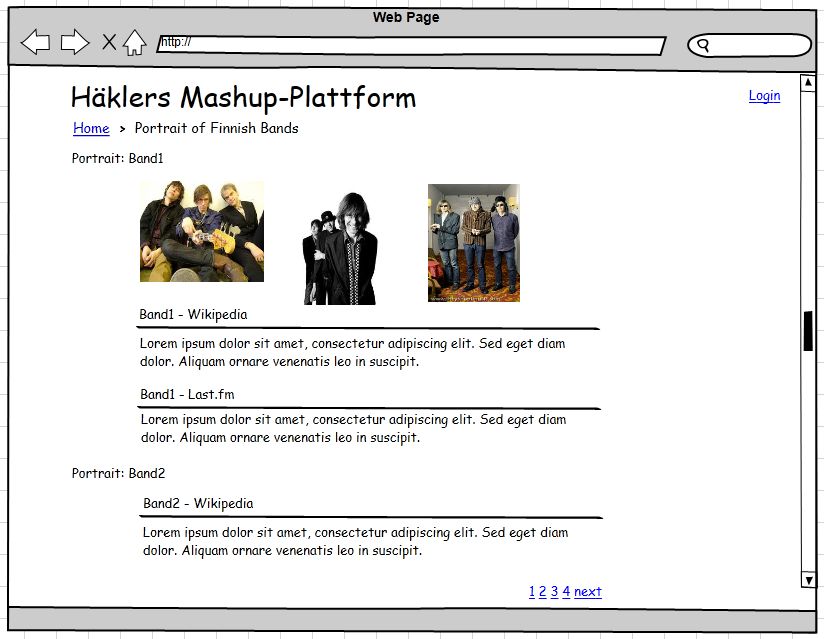 Web Page
http://
Häklers Mashup-Plattform
Login
Home > Portrait of Finnish Bands
Portrait: Band1
Band1 - Wikipedia
Lorem ipsum dolor sit amet, consectetur adipiscing elit. Sed eget diam
dolor. Aliquam ornare venenatis leo in suscipit.
Band1 - Last.fm
Lorem ipsum dolor sit amet, consectetur adipiscing elit. Sed eget diam
dolor. Aliquam ornare venenatis leo in suscipit.
Portrait: Band2
Band2 - Wikipedia
Lorem ipsum dolor sit amet, consectetur adipiscing elit. Sed eget diam
dolor. Aliquam ornare venenatis leo in suscipit.
1 2 3 4 next